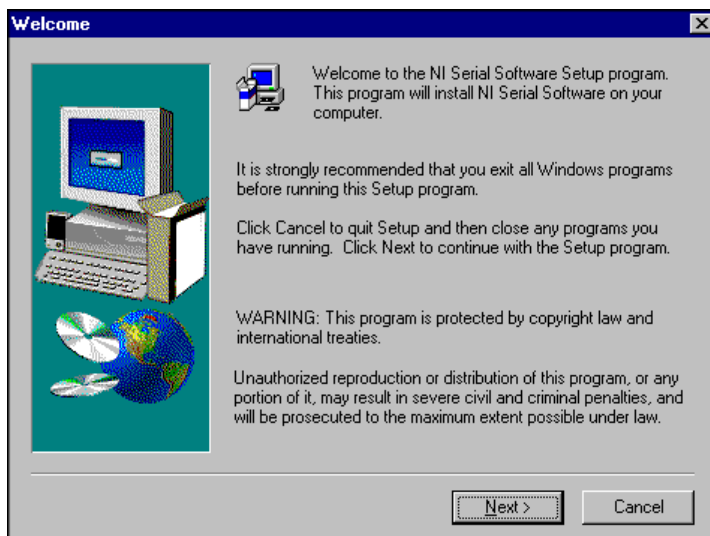 Welcome
Welcome to the NI Serial Software Setup program.
This program will install NI Serial Software on your
computer.
It is strongly recommended that you exit all Windows programs
before running this Setup program.
Click Cancel to quit Setup and then close any programs you
have running. Click Next to continue with the Setup program.
WARNING: This program is protected by copyright law and
international treaties.
Unauthorized reproduction or distribution of this program, or any
portion of it, may result in severe civil and criminal penalties, and
will be prosecuted to the maximum extent possible under law.
Next > Cancel